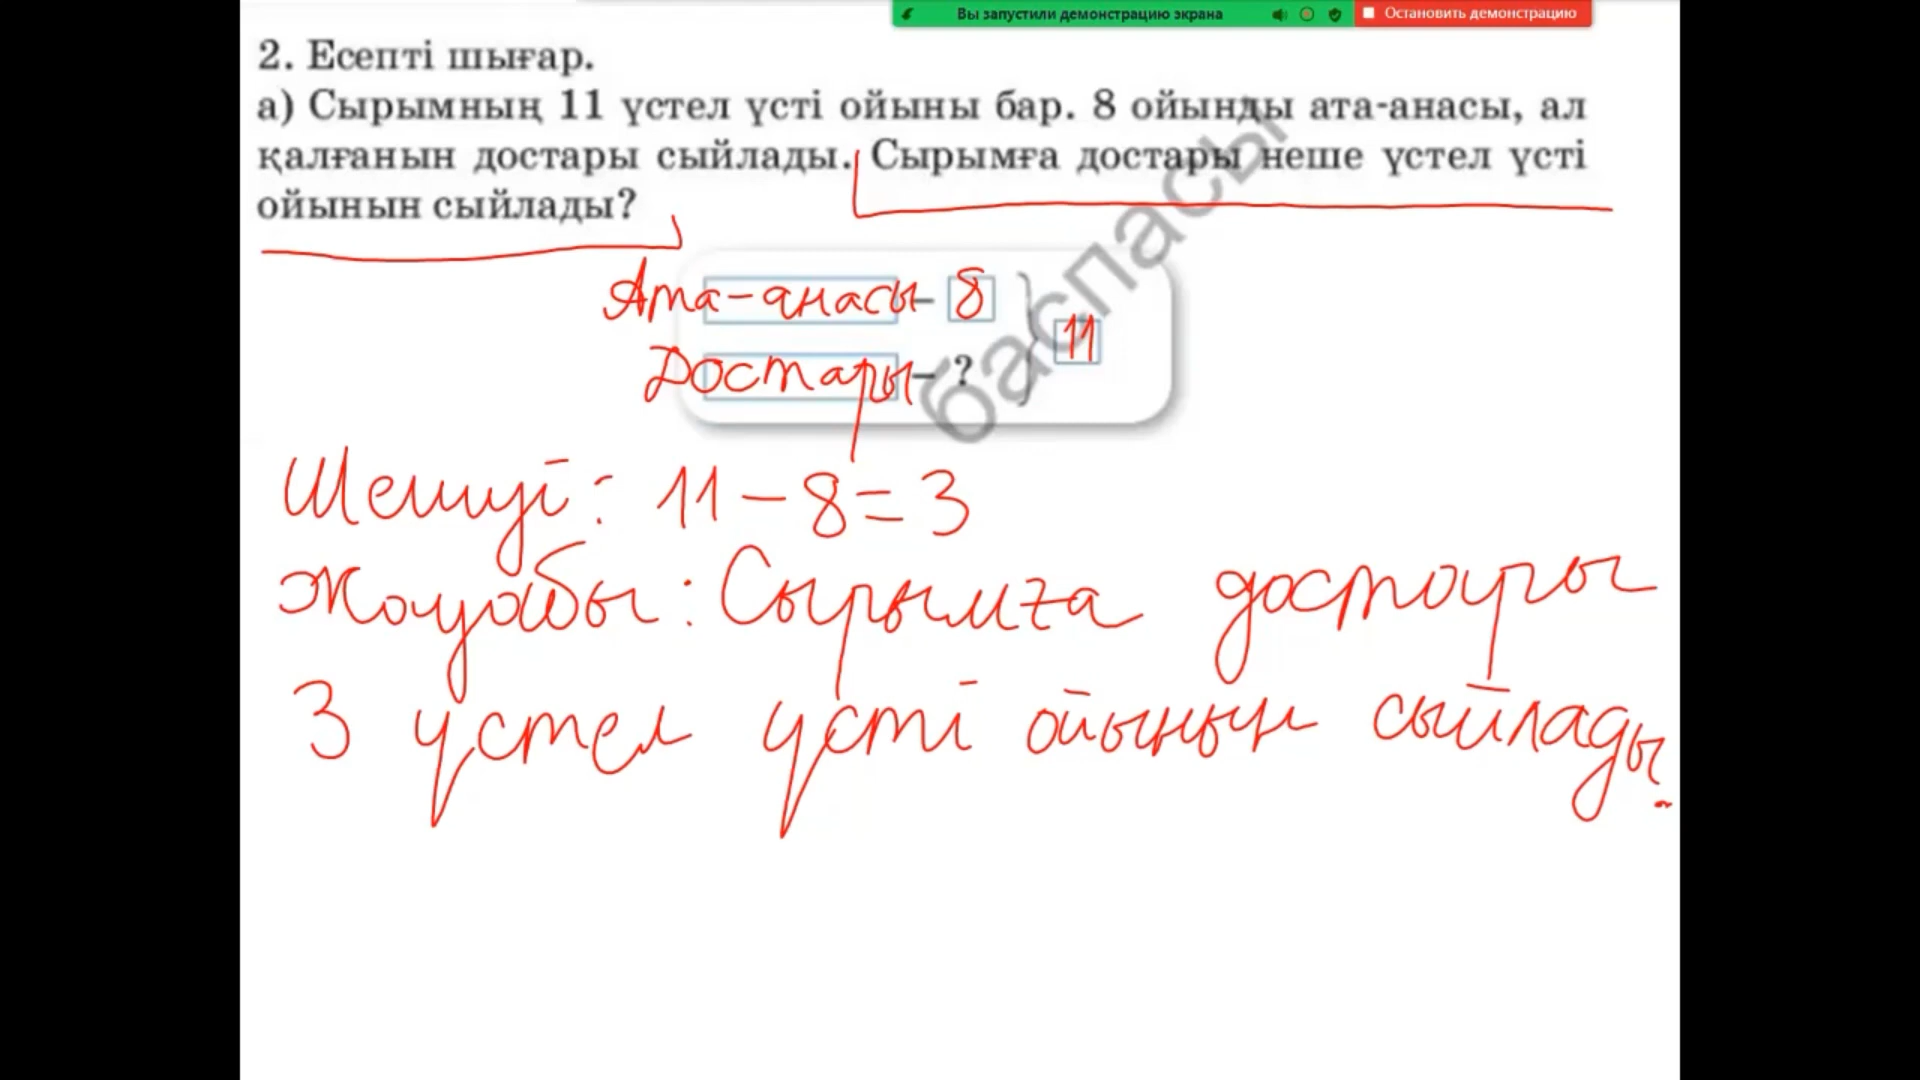 Вы запустили демонстрацию экрана
Остановить демонстрацию
2. Есепті шығар.
а) Сырымның 11 үстел үсті ойыны бар. 8 ойынды ата-анасы, ал
қалғанын достары сыйлады. Сырымға достары неше үстел үсті
ойынын сыйлады?
Ата-анасы – 8
11
Достары – ?
баспасы
Шешуі: 11 – 8 = 3
Жауабы: Сырымға достары
3 үстел үсті ойынын сыйлады.